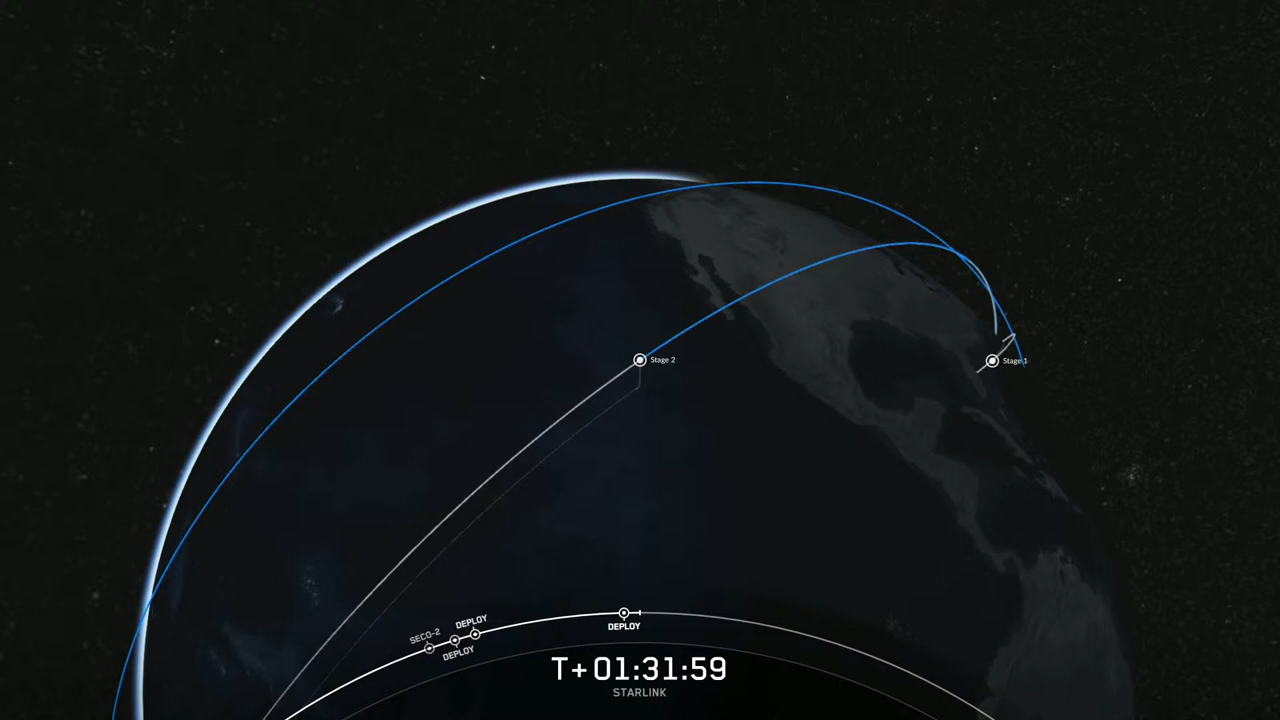 Stage 2
Stage 1
SECO-2
DEPLOY
DEPLOY
DEPLOY
T+01:31:59
STARLINK